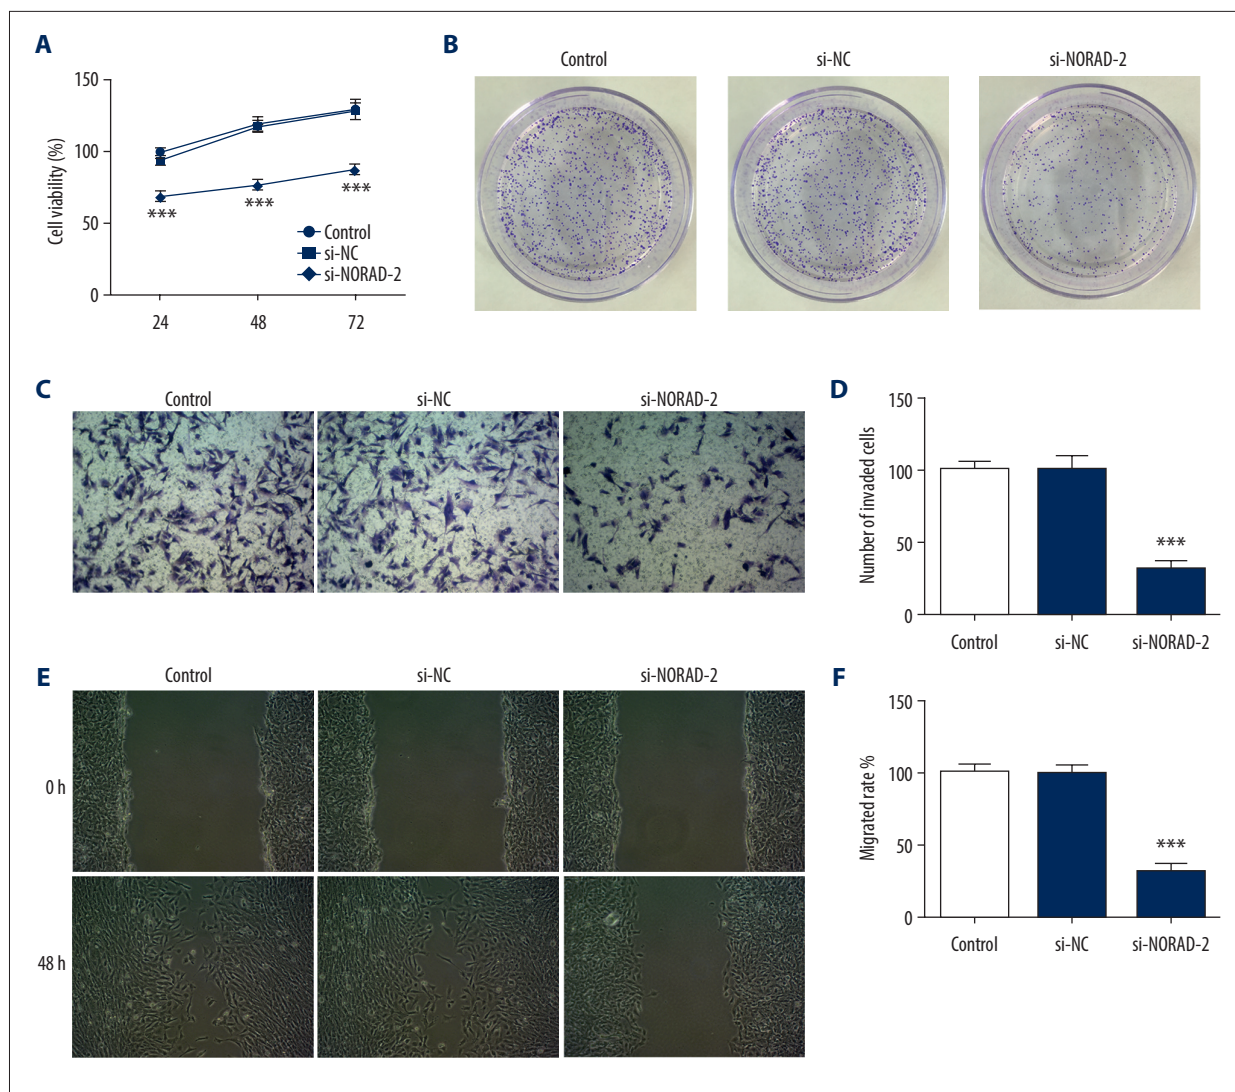 A
Cell viability (%)
150
100
50
0
24 48 72
***
***
***
Control
si-NC
si-NORAD-2
B
Control si-NC si-NORAD-2
C
Control si-NC si-NORAD-2
D
Number of invaded cells
150
100
50
0
***
Control si-NC si-NORAD-2
E
Control si-NC si-NORAD-2
0 h
48 h
F
Migrated rate %
150
100
50
0
***
Control si-NC si-NORAD-2